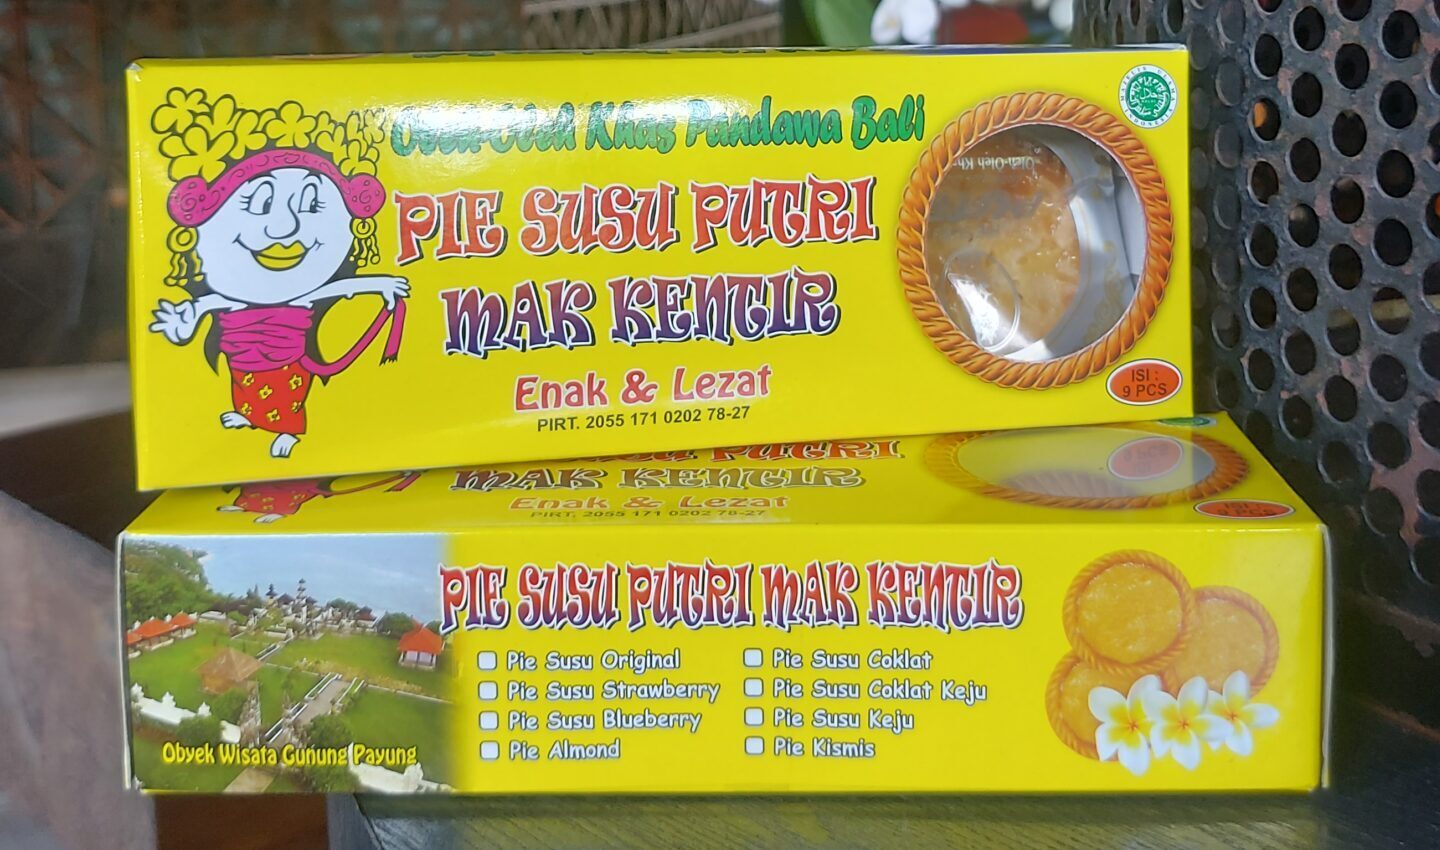 Oleh-Oleh Khas Pandawa Bali
PIE SUSU PUTRI
MAK KENTIR
Enak & Lezat
PIRT. 2055 171 0202 78-27
ISI :
9 PCS
PUTRI
MAK KENTIR
Enak & Lezat
PIRT. 2055 171 0202 78-27
PIE SUSU PUTRI MAK KENTIR
Pie Susu Original
Pie Susu Strawberry
Pie Susu Blueberry
Pie Almond
Pie Susu Coklat
Pie Susu Coklat Keju
Pie Susu Keju
Pie Kismis
Obyek Wisata Gunung Payung